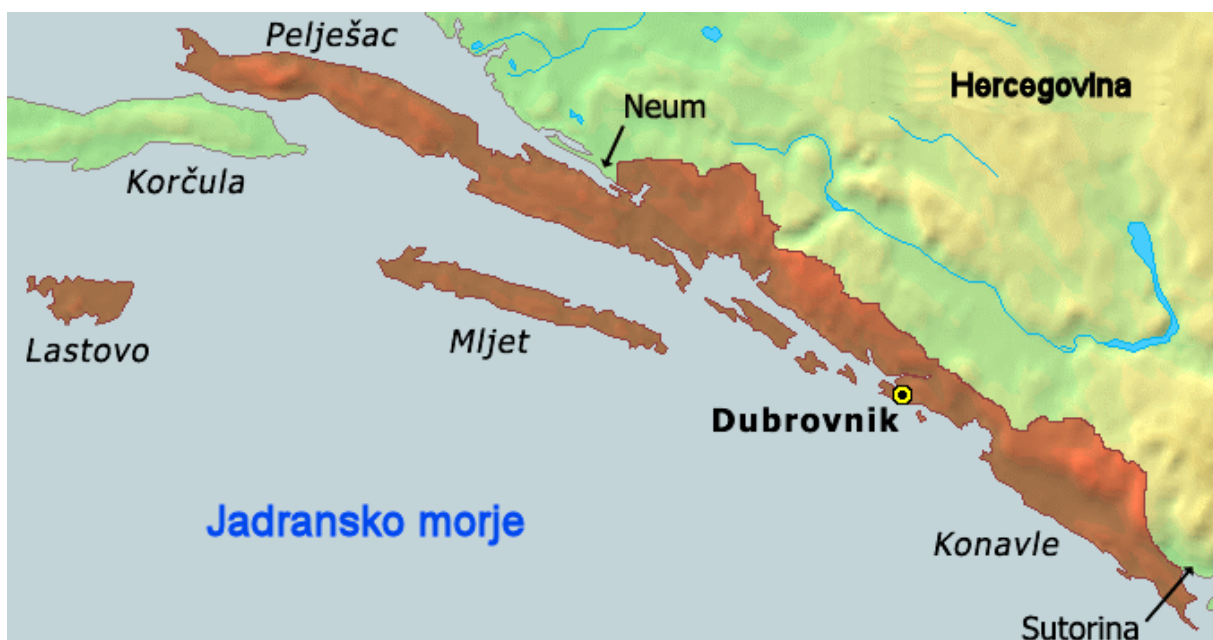 Pelješac
Hercegovina
Neum
Korčula
Lastovo
Mljet
Dubrovnik
Jadransko morje
Konavle
Sutorina